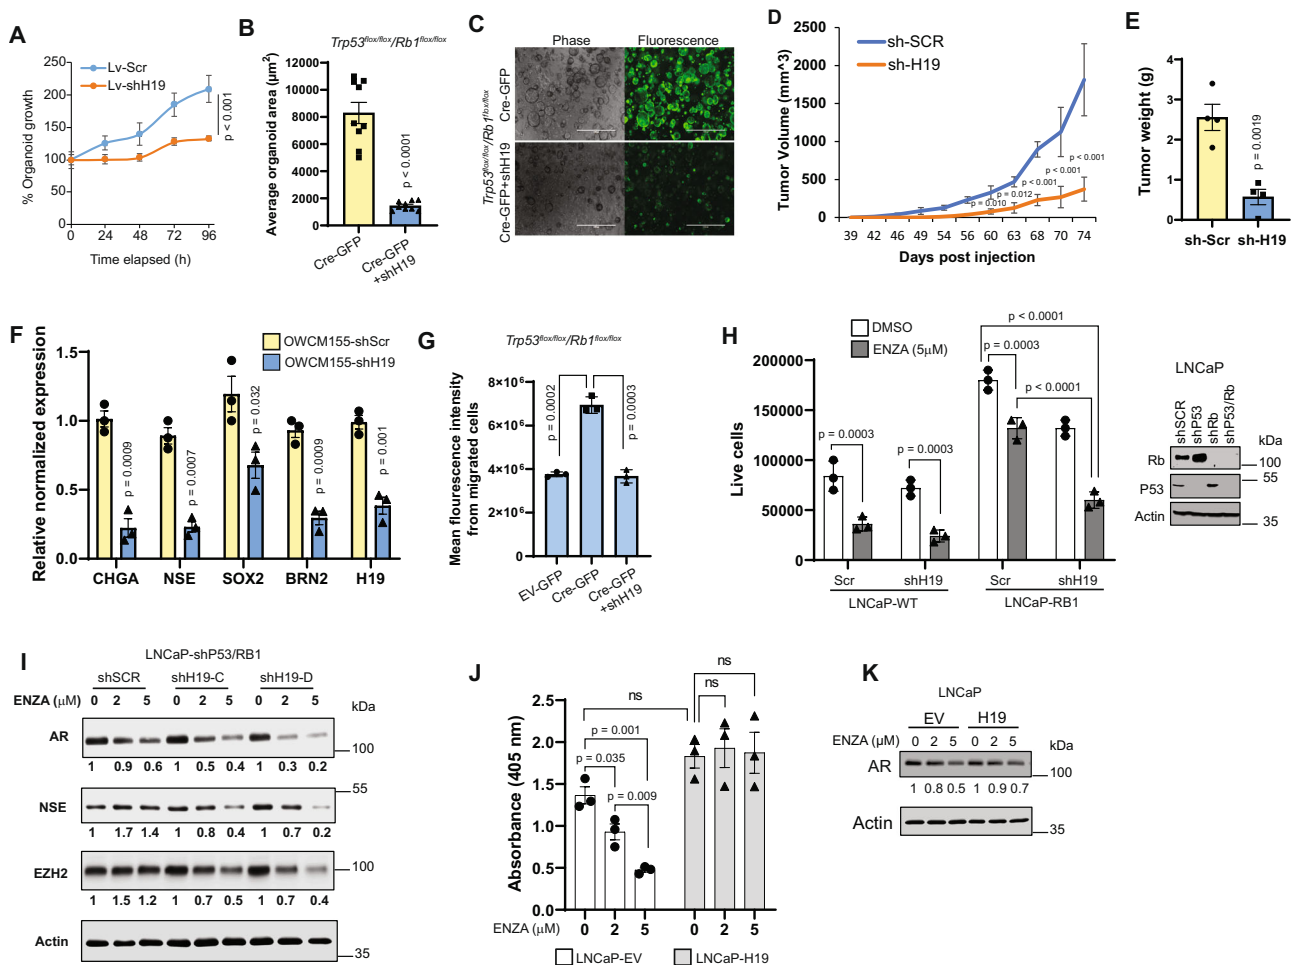 A
Lv-Scr
Lv-shH19
% Organoid growth
250
200
150
100
50
0
0 24 48 72 96
Time elapsed (h)
p < 0.001
B
Trp53flox/flox/Rb1flox/flox
Average organoid area (µm²)
12000
10000
8000
6000
4000
2000
0
p < 0.0001
Cre-GFP
Cre-GFP
+shH19
C
Phase Fluorescence
Trp53flox/flox/Rb1flox/flox
Cre-GFP+shH19 Cre-GFP
D
sh-SCR
sh-H19
Tumor Volume (mm^3)
2500
2000
1500
1000
500
0
p = 0.010
p = 0.012
p < 0.001
p < 0.001
p < 0.001
39 42 46 49 54 56 60 63 68 70 74
Days post injection
E
Tumor weight (g)
4
3
2
1
0
p = 0.0019
sh-Scr sh-H19
F
OWCM155-shScr
OWCM155-shH19
Relative normalized expression
1.5
1.0
0.5
0.0
p = 0.0009
p = 0.0007
p = 0.032
p = 0.0009
p = 0.001
CHGA NSE SOX2 BRN2 H19
G
Trp53flox/flox/Rb1flox/flox
Mean flourescence intensity
from migrated cells
8×10⁶
6×10⁶
4×10⁶
2×10⁶
0
p = 0.0002
p = 0.0003
EV-GFP
Cre-GFP
Cre-GFP
+shH19
H
DMSO
ENZA (5µM)
Live cells
200000
150000
100000
50000
0
p = 0.0003
p = 0.0003
p < 0.0001
p = 0.0003
p < 0.0001
Scr shH19 Scr shH19
LNCaP-WT LNCaP-RB1
LNCaP
shSCR
shP53
shRb
shP53/Rb
kDa
Rb 100
55
P53
Actin 35
I
LNCaP-shP53/RB1
shSCR shH19-C shH19-D
ENZA (µM) 0 2 5 0 2 5 0 2 5
kDa
AR 100
1 0.9 0.6 1 0.5 0.4 1 0.3 0.2
55
NSE
1 1.7 1.4 1 0.8 0.4 1 0.7 0.2
EZH2 100
1 1.5 1.2 1 0.7 0.5 1 0.7 0.4
Actin 35
J
Absorbance (405 nm)
2.5
2.0
1.5
1.0
0.5
0.0
ns
ns
ns
p = 0.001
p = 0.035
p = 0.009
ENZA (µM) 0 2 5 0 2 5
LNCaP-EV LNCaP-H19
K
LNCaP
EV H19
ENZA (µM) 0 2 5 0 2 5 kDa
AR 100
1 0.8 0.5 1 0.9 0.7
Actin 35